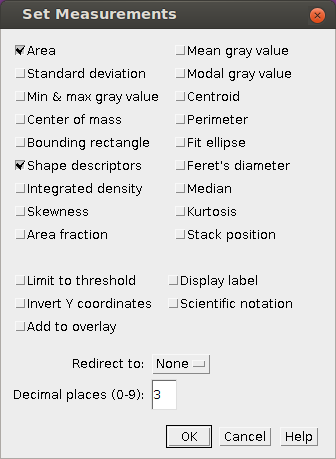 Set Measurements
Area Mean gray value
Standard deviation Modal gray value
Min & max gray value Centroid
Center of mass Perimeter
Bounding rectangle Fit ellipse
Shape descriptors Feret's diameter
Integrated density Median
Skewness Kurtosis
Area fraction Stack position
Limit to threshold Display label
Invert Y coordinates Scientific notation
Add to overlay
Redirect to: None
Decimal places (0-9): 3
OK Cancel Help